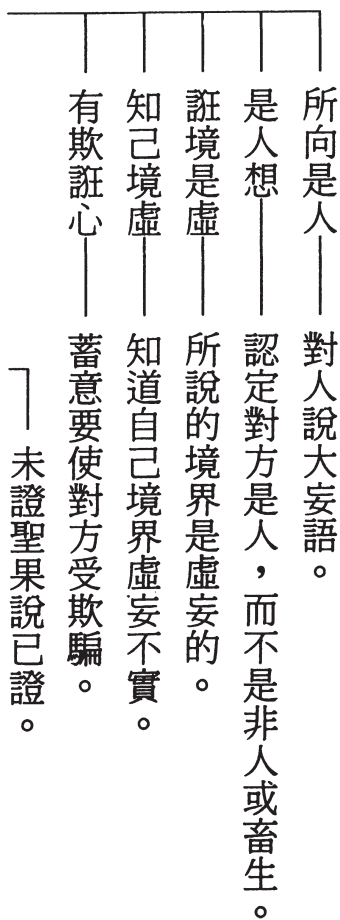 所向是人——對人說大妄語。
是人想——認定對方是人，而不是非人或畜生。
誑境是虛——所說的境界是虛妄的。
知己境虛——知道自己境界虛妄不實。
有欺誑心——蓄意要使對方受欺騙。
未證聖果說已證。